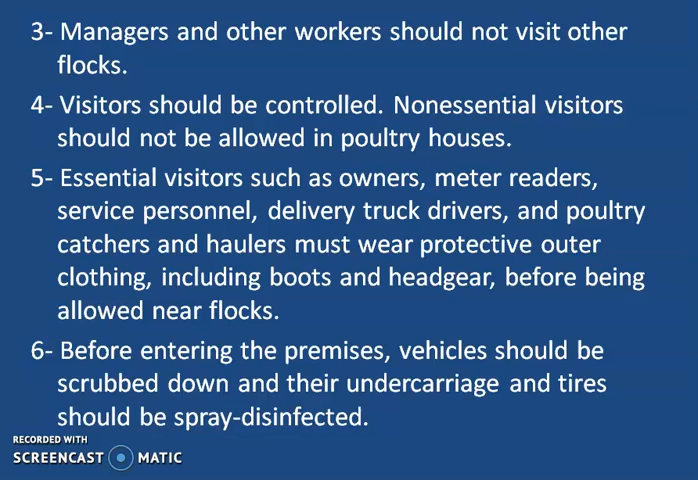 3- Managers and other workers should not visit other
flocks.
4- Visitors should be controlled. Nonessential visitors
should not be allowed in poultry houses.
5- Essential visitors such as owners, meter readers,
service personnel, delivery truck drivers, and poultry
catchers and haulers must wear protective outer
clothing, including boots and headgear, before being
allowed near flocks.
6- Before entering the premises, vehicles should be
scrubbed down and their undercarriage and tires
should be spray-disinfected.
RECORDED WITH
SCREENCAST MATIC